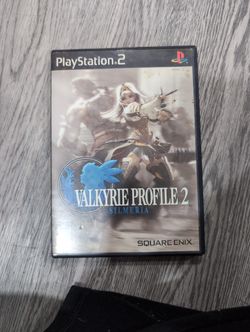 PlayStation.2
VALKYRIE PROFILE 2
SILMERIA
SQUARE ENIX